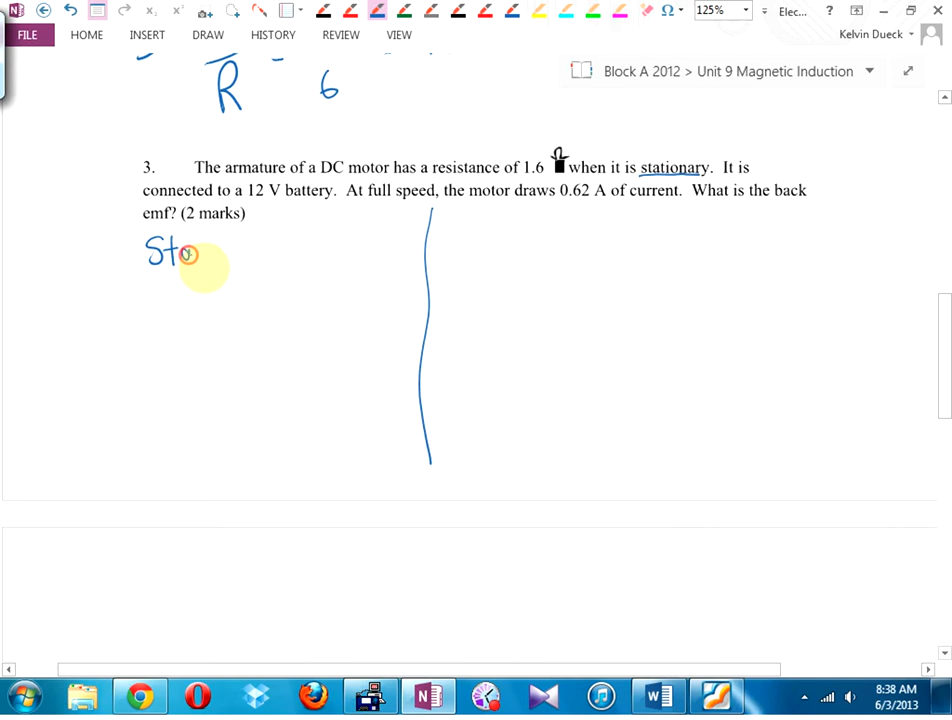 125%
Elec...
?
FILE HOME INSERT DRAW HISTORY REVIEW VIEW
Kelvin Dueck
Block A 2012 > Unit 9 Magnetic Induction
R 6
3. The armature of a DC motor has a resistance of 1.6 Ω when it is stationary. It is
connected to a 12 V battery. At full speed, the motor draws 0.62 A of current. What is the back
emf? (2 marks)
Sta
8:38 AM
6/3/2013